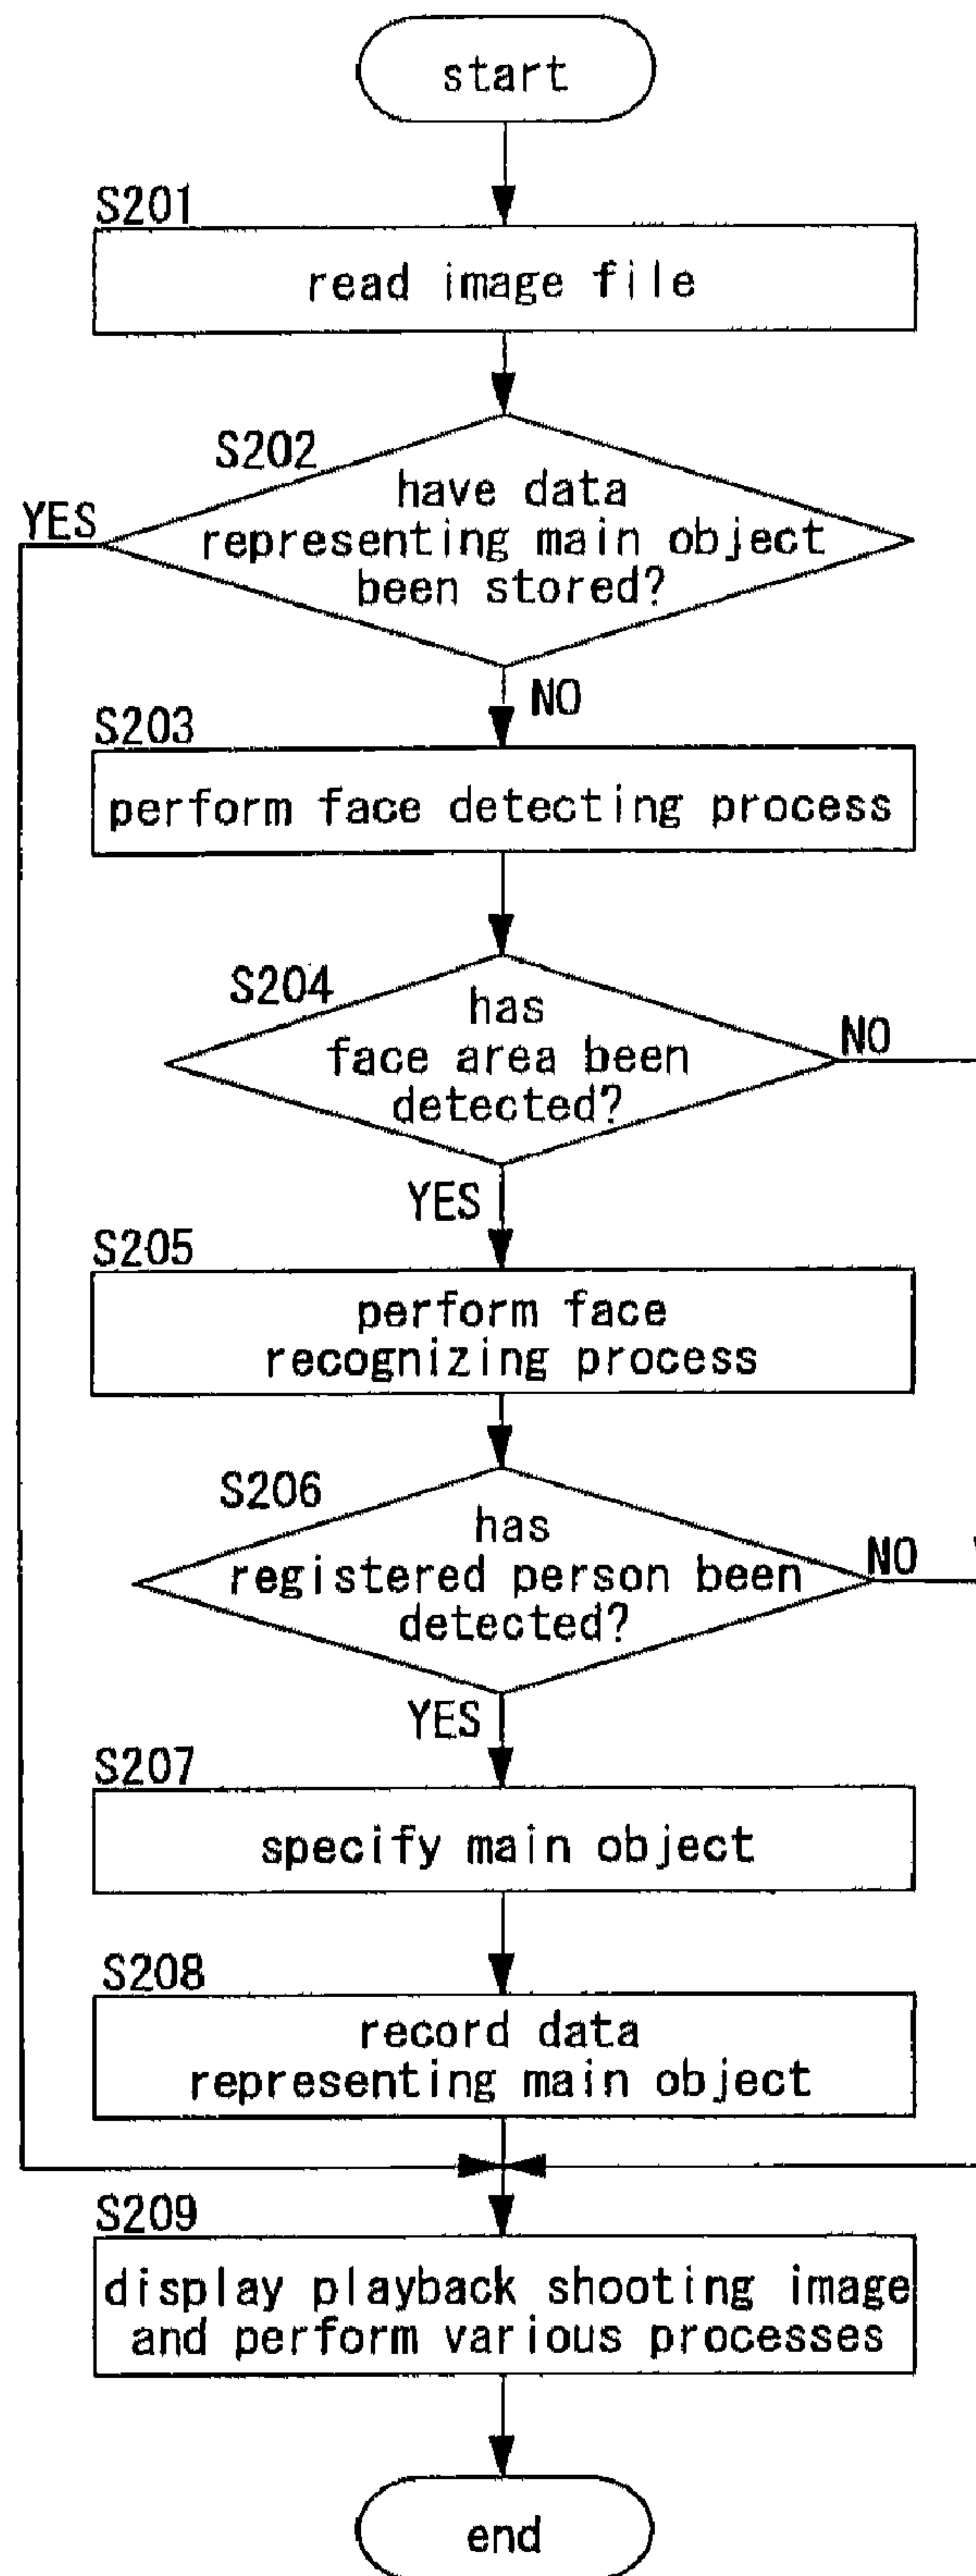 start
S201
read image file
S202
have data
representing main object
been stored?
YES
NO
S203
perform face detecting process
S204
has
face area been
detected?
NO
YES
S205
perform face
recognizing process
S206
has
registered person been
detected?
NO
YES
S207
specify main object
S208
record data
representing main object
S209
display playback shooting image
and perform various processes
end